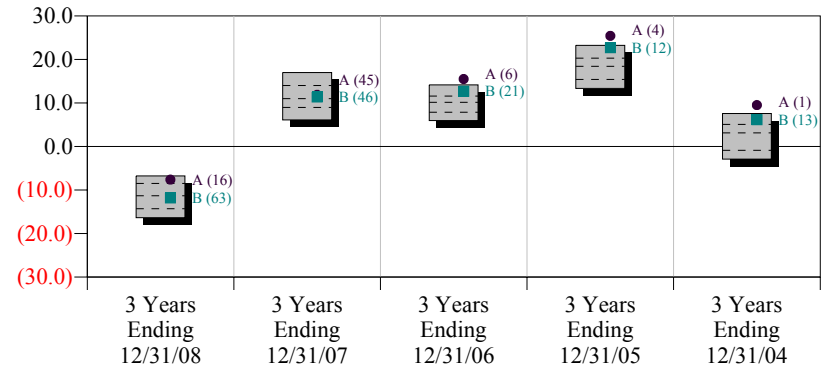 30.0
20.0
10.0
0.0
(10.0)
(20.0)
(30.0)
A (16)
B (63)
A (45)
B (46)
A (6)
B (21)
A (4)
B (12)
A (1)
B (13)
3 Years
Ending
12/31/08
3 Years
Ending
12/31/07
3 Years
Ending
12/31/06
3 Years
Ending
12/31/05
3 Years
Ending
12/31/04